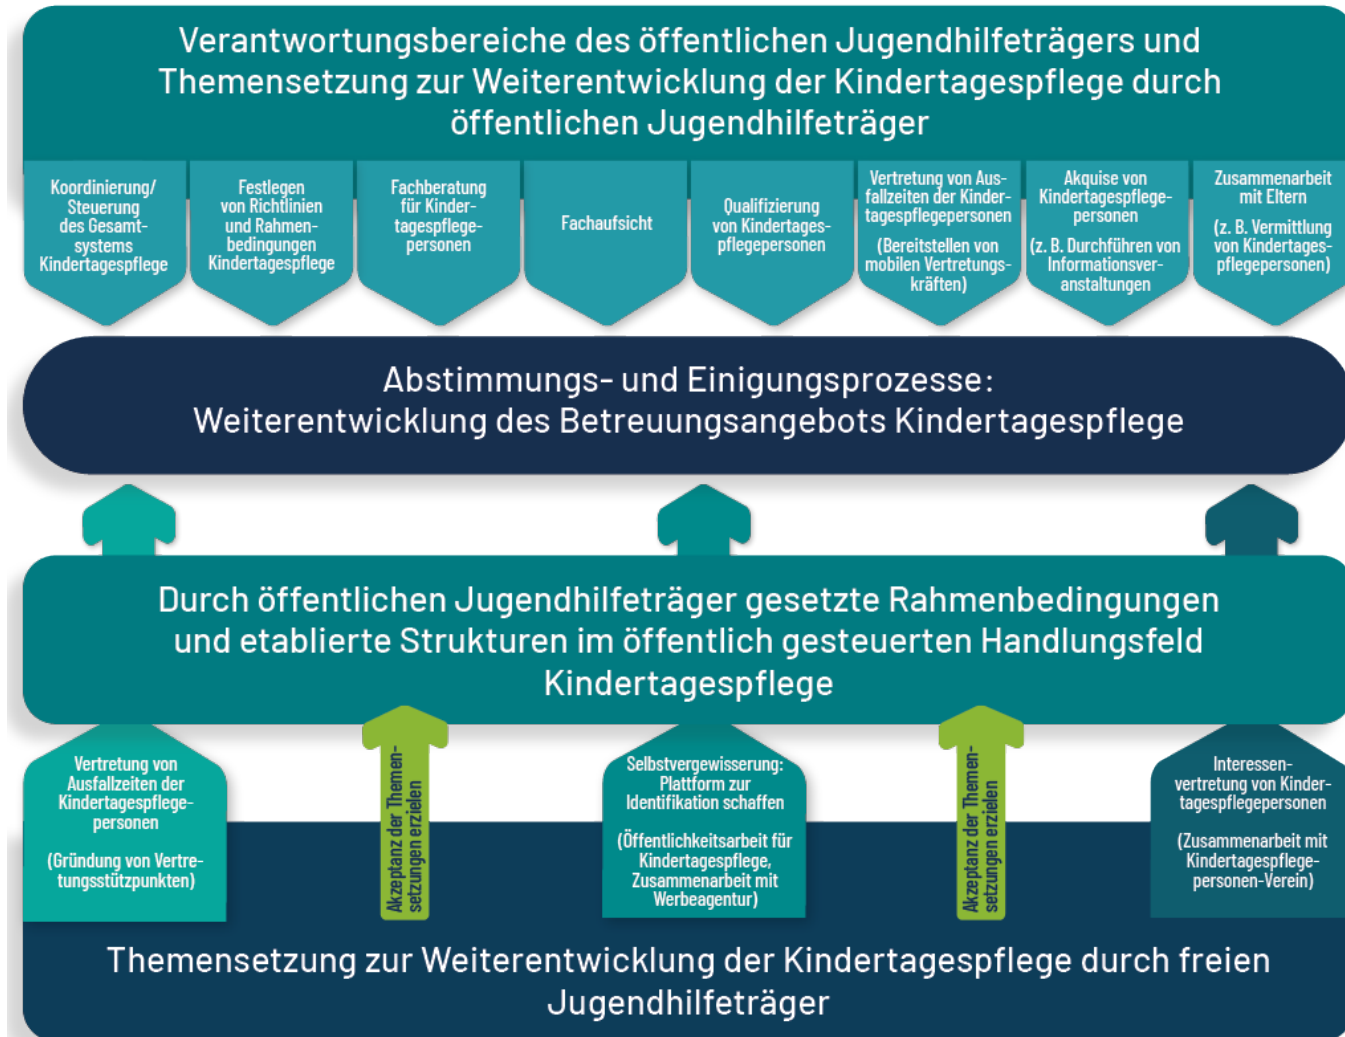 Verantwortungsbereiche des öffentlichen Jugendhilfeträgers und
Themensetzung zur Weiterentwicklung der Kindertagespflege durch
öffentlichen Jugendhilfeträger
Koordinierung/
Steuerung
des Gesamt-
systems
Kindertagespflege
Festlegen
von Richtlinien
und Rahmen-
bedingungen
Kindertagespflege
Fachberatung
für Kinder-
tagespflege-
personen
Fachaufsicht
Qualifizierung
von Kindertages-
pflegepersonen
Vertretung von Aus-
fallzeiten der Kinder-
tagespflegepersonen
(Bereitstellen von
mobilen Vertretungs-
kräften)
Akquise von
Kindertagespflege-
personen
(z. B. Durchführen von
Informationsver-
anstaltungen
Zusammenarbeit
mit Eltern
(z. B. Vermittlung
von Kindertages-
pflegepersonen)
Abstimmungs- und Einigungsprozesse:
Weiterentwicklung des Betreuungsangebots Kindertagespflege
Durch öffentlichen Jugendhilfeträger gesetzte Rahmenbedingungen
und etablierte Strukturen im öffentlich gesteuerten Handlungsfeld
Kindertagespflege
Vertretung von
Ausfallzeiten der
Kindertagespflege-
personen
(Gründung von Vertre-
tungsstützpunkten)
Akzeptanz der Themen-
setzungen erzielen
Selbstvergewisserung:
Plattform zur
Identifikation schaffen
(Öffentlichkeitsarbeit für
Kindertagespflege,
Zusammenarbeit mit
Werbeagentur)
Akzeptanz der Themen-
setzungen erzielen
Interessen-
vertretung von Kinder-
tagespflegepersonen
(Zusammenarbeit mit
Kindertagespflege-
personen-Verein)
Themensetzung zur Weiterentwicklung der Kindertagespflege durch freien
Jugendhilfeträger